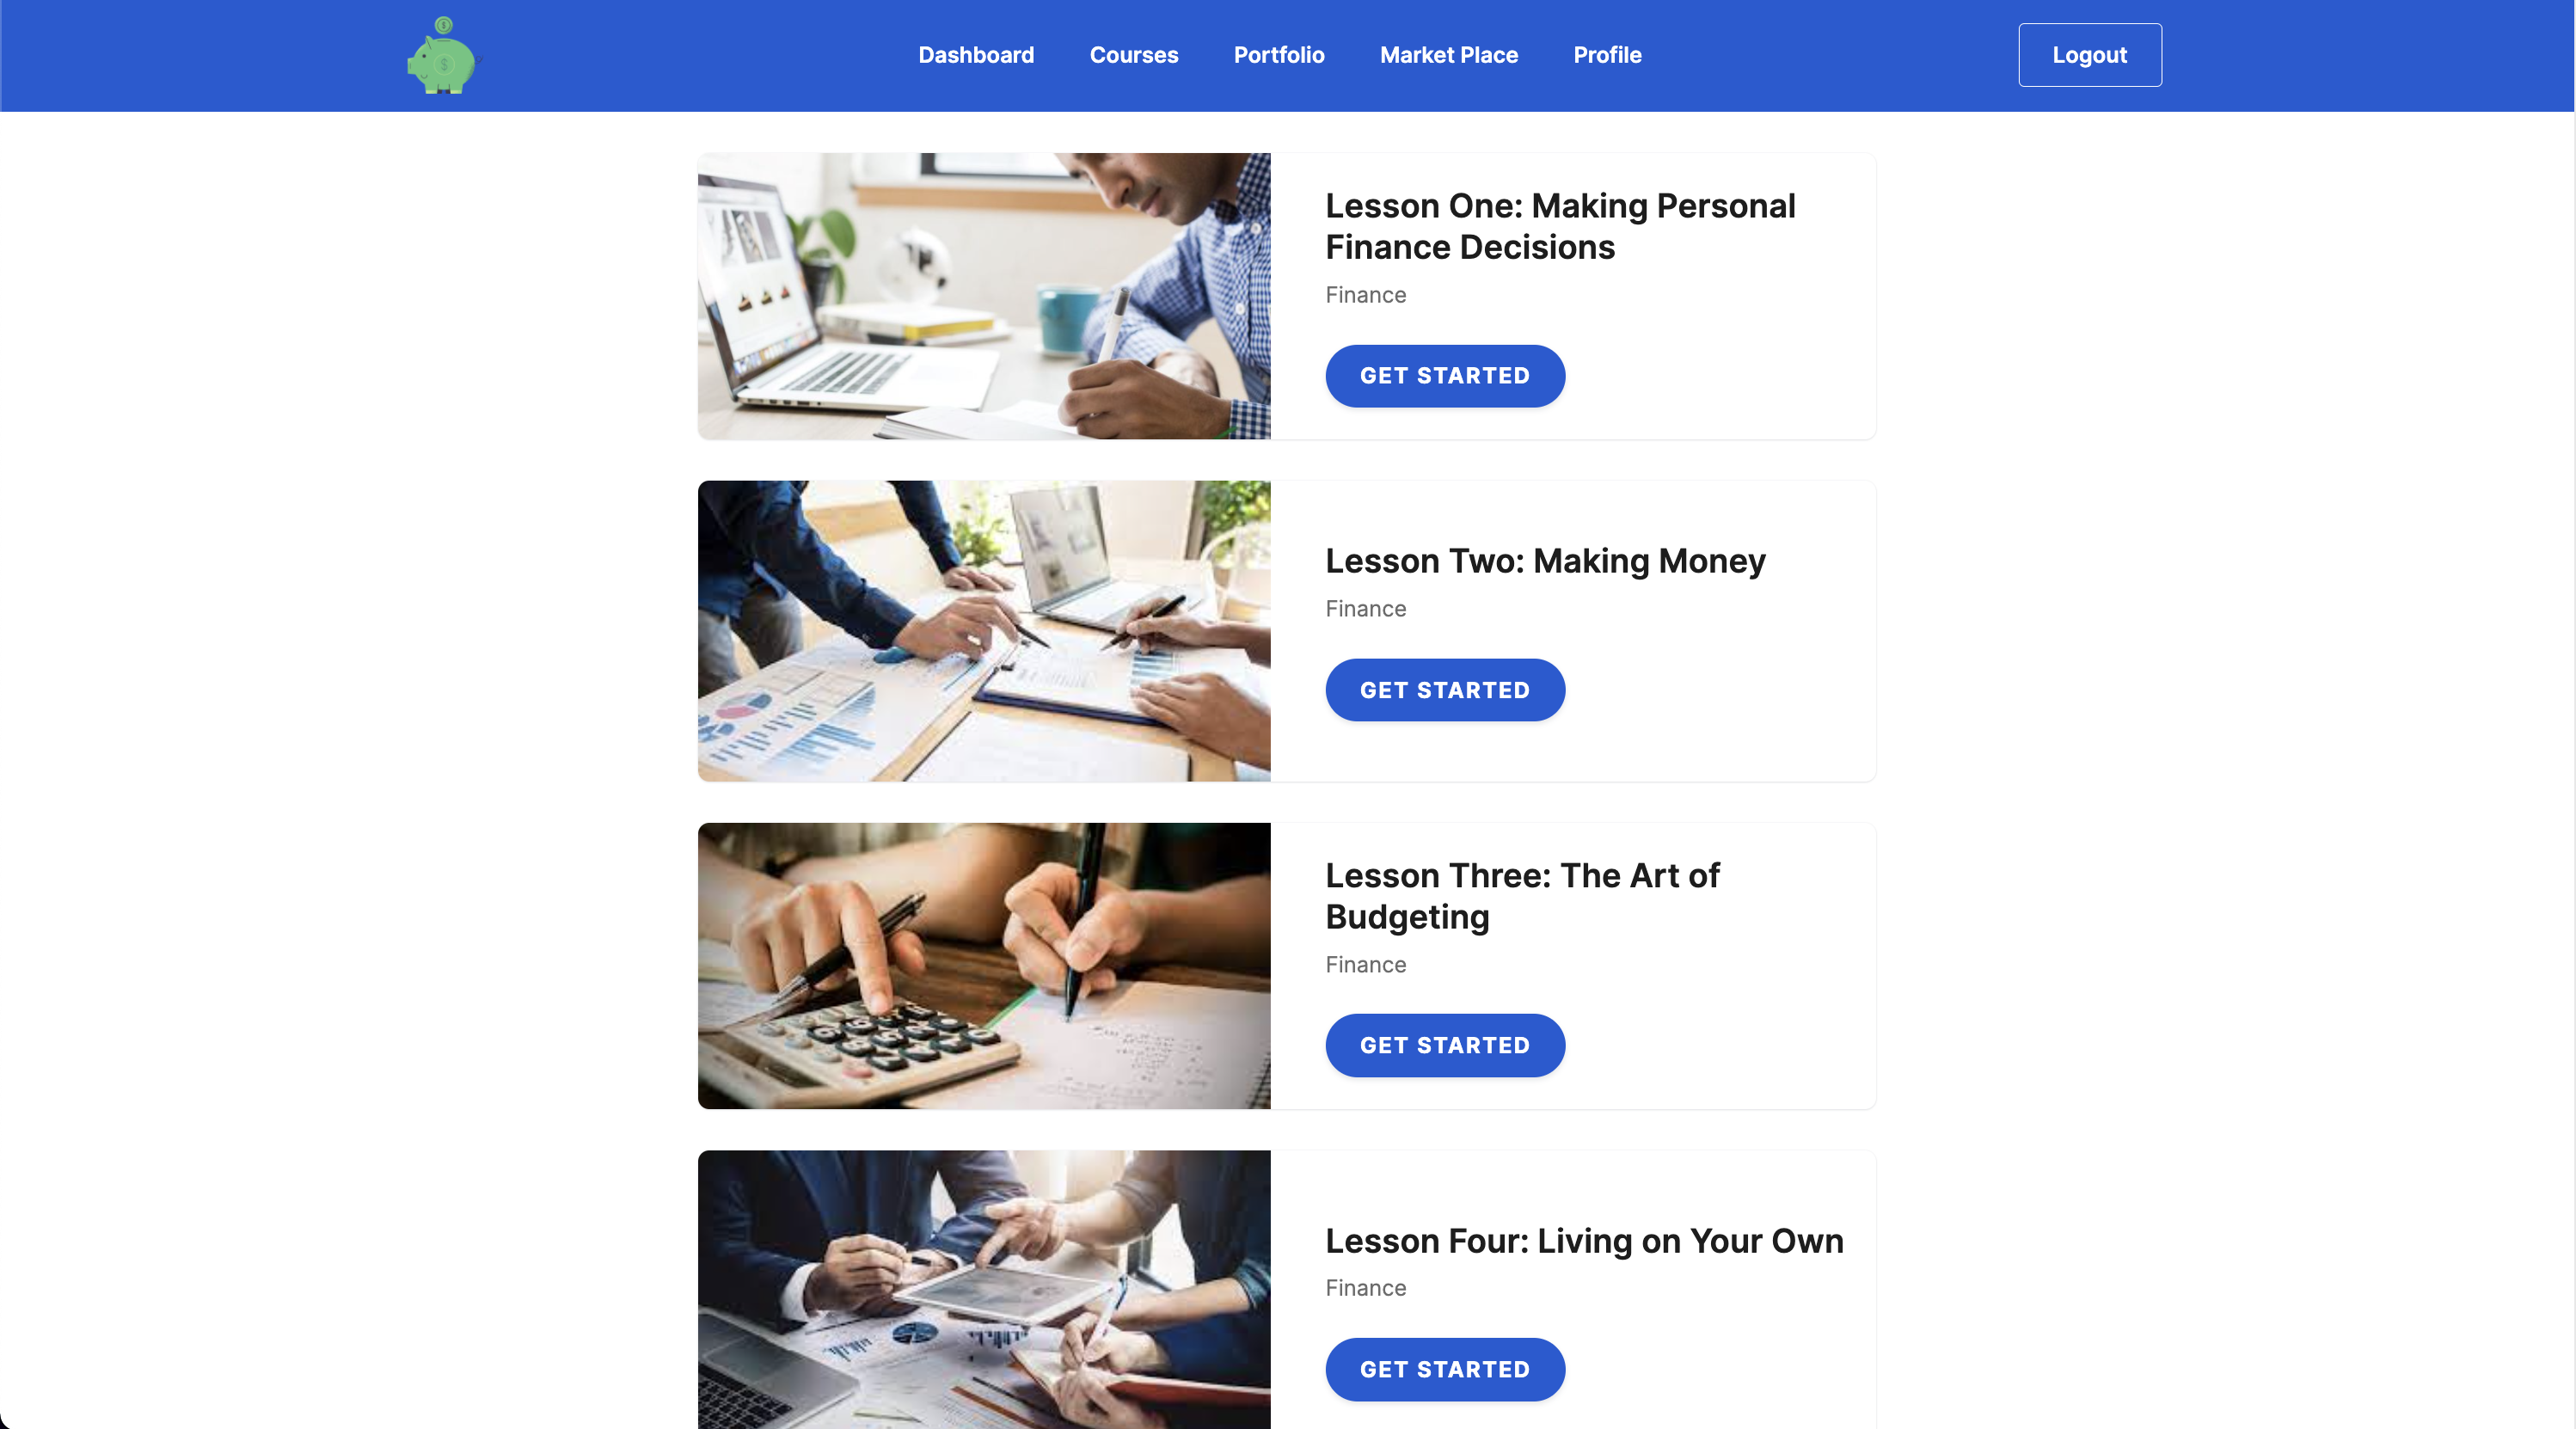 Dashboard
Courses
Portfolio
Market Place
Profile
Logout
Lesson One: Making Personal
Finance Decisions
Finance
GET STARTED
Lesson Two: Making Money
Finance
GET STARTED
Lesson Three: The Art of
Budgeting
Finance
GET STARTED
Lesson Four: Living on Your Own
Finance
GET STARTED